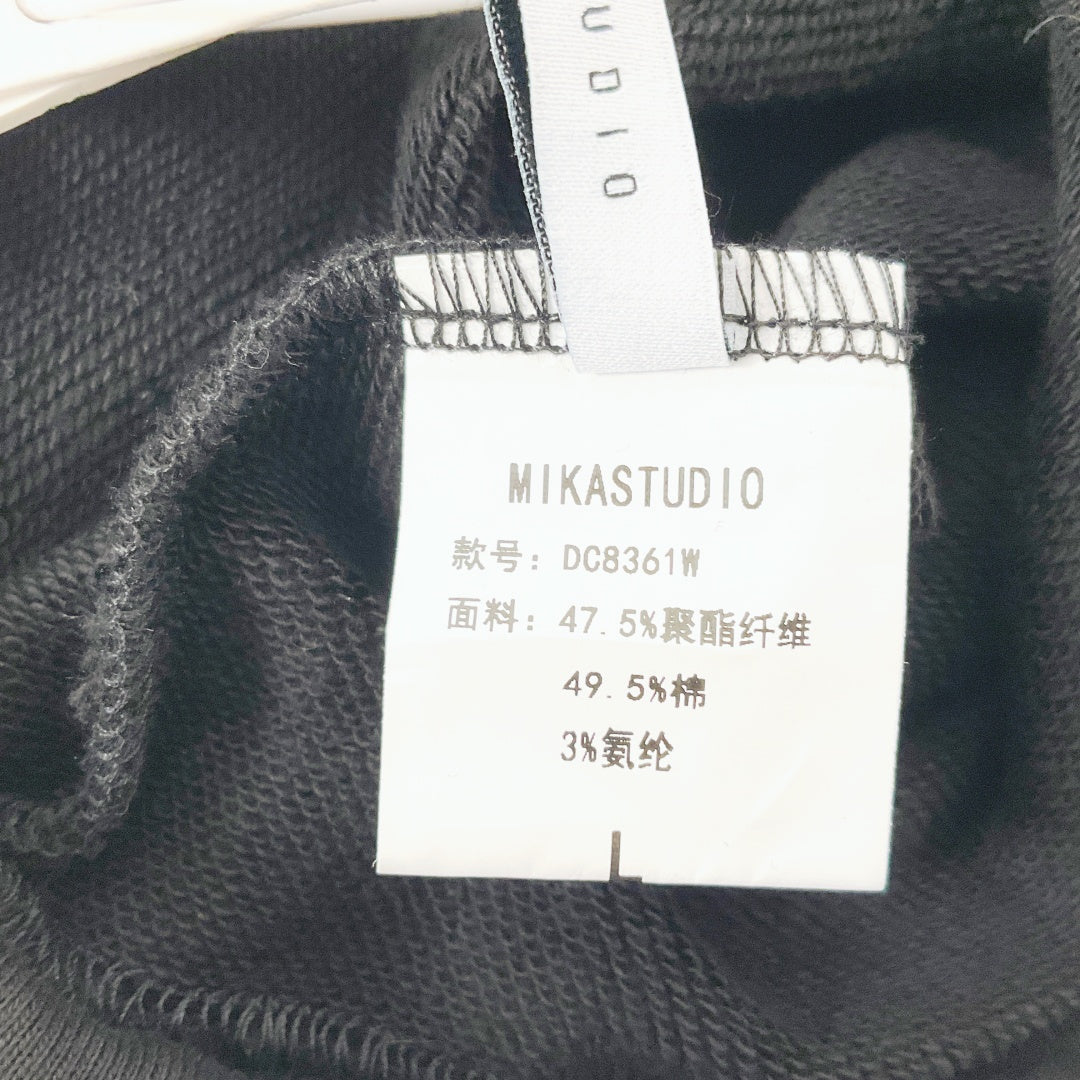 UDIO
MIKASTUDIO
款号：DC8361W
面料：47.5%聚酯纤维
49.5%棉
3%氨纶
L